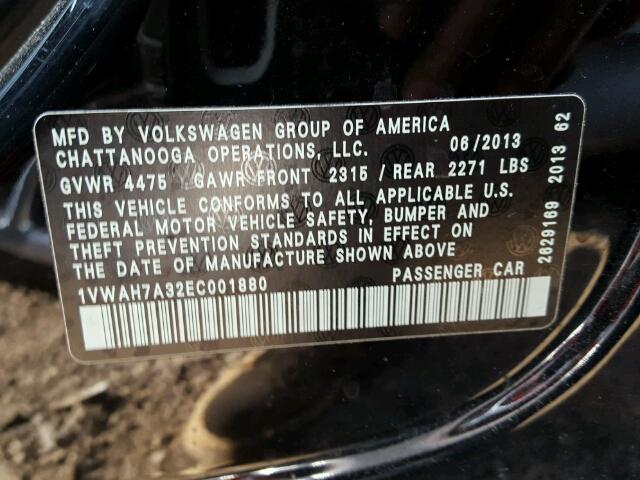 MFD BY VOLKSWAGEN GROUP OF AMERICA
CHATTANOOGA OPERATIONS, LLC. 06/2013
GVWR 4475 GAWR FRONT 2315 / REAR 2271 LBS
THIS VEHICLE CONFORMS TO ALL APPLICABLE U.S.
FEDERAL MOTOR VEHICLE SAFETY, BUMPER AND
THEFT PREVENTION STANDARDS IN EFFECT ON
THE DATE OF MANUFACTURE SHOWN ABOVE
1VWAH7A32EC001880 PASSENGER CAR
2629169 2013 62